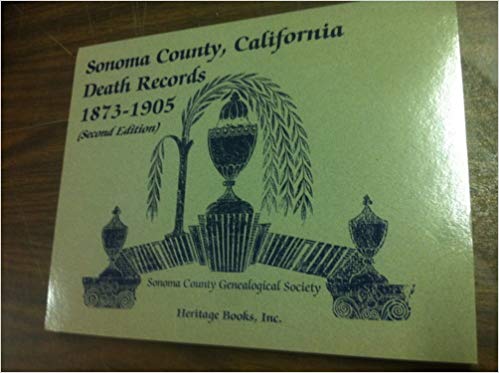 Sonoma County, California
Death Records
1873-1905
(Second Edition)
Sonoma County Genealogical Society
Heritage Books, Inc.